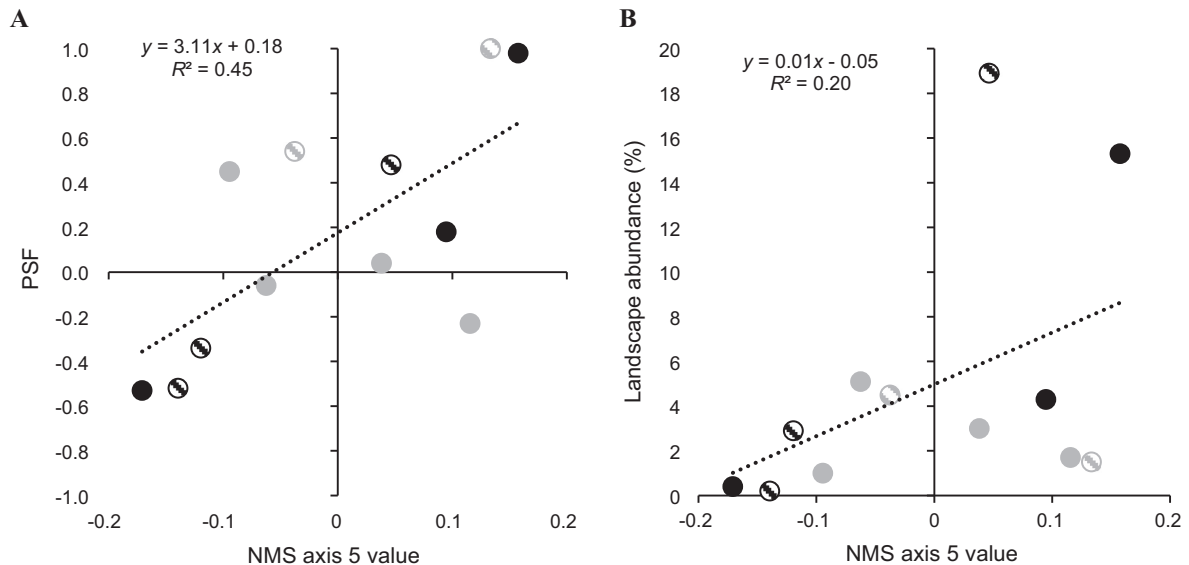 A
y = 3.11x + 0.18
R² = 0.45
1.0
0.8
0.6
0.4
0.2
0.0
-0.2
-0.4
-0.6
-0.8
-1.0
PSF
-0.2 -0.1 0 0.1 0.2
NMS axis 5 value
B
y = 0.01x - 0.05
R² = 0.20
20
18
16
14
12
10
8
6
4
2
0
Landscape abundance (%)
-0.2 -0.1 0 0.1 0.2
NMS axis 5 value